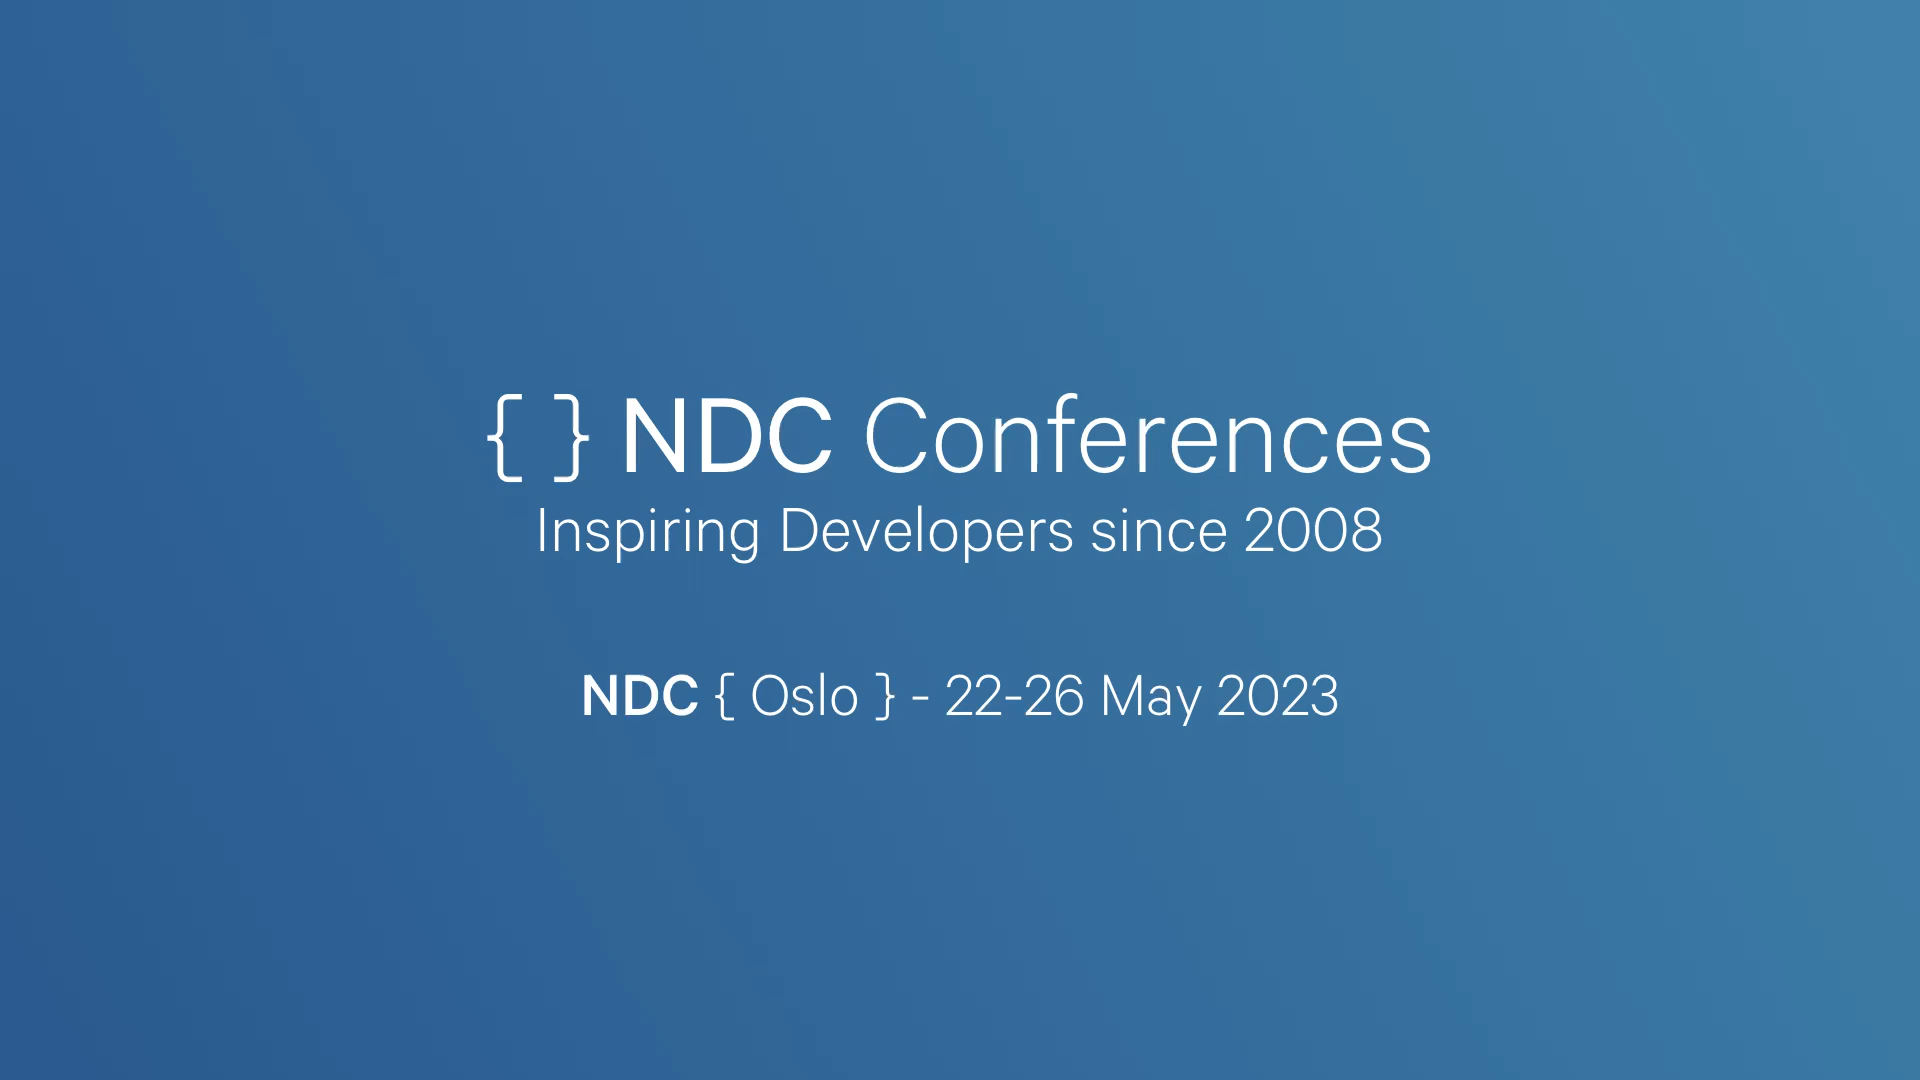 { } NDC Conferences
Inspiring Developers since 2008
NDC { Oslo } - 22-26 May 2023